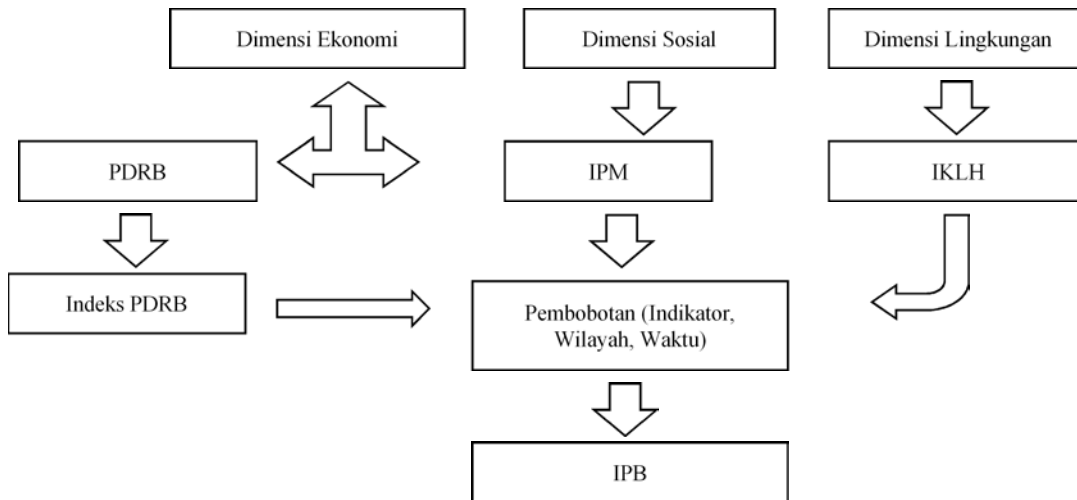 Dimensi Ekonomi
Dimensi Sosial
Dimensi Lingkungan
PDRB
IPM
IKLH
Indeks PDRB
Pembobotan (Indikator,
Wilayah, Waktu)
IPB